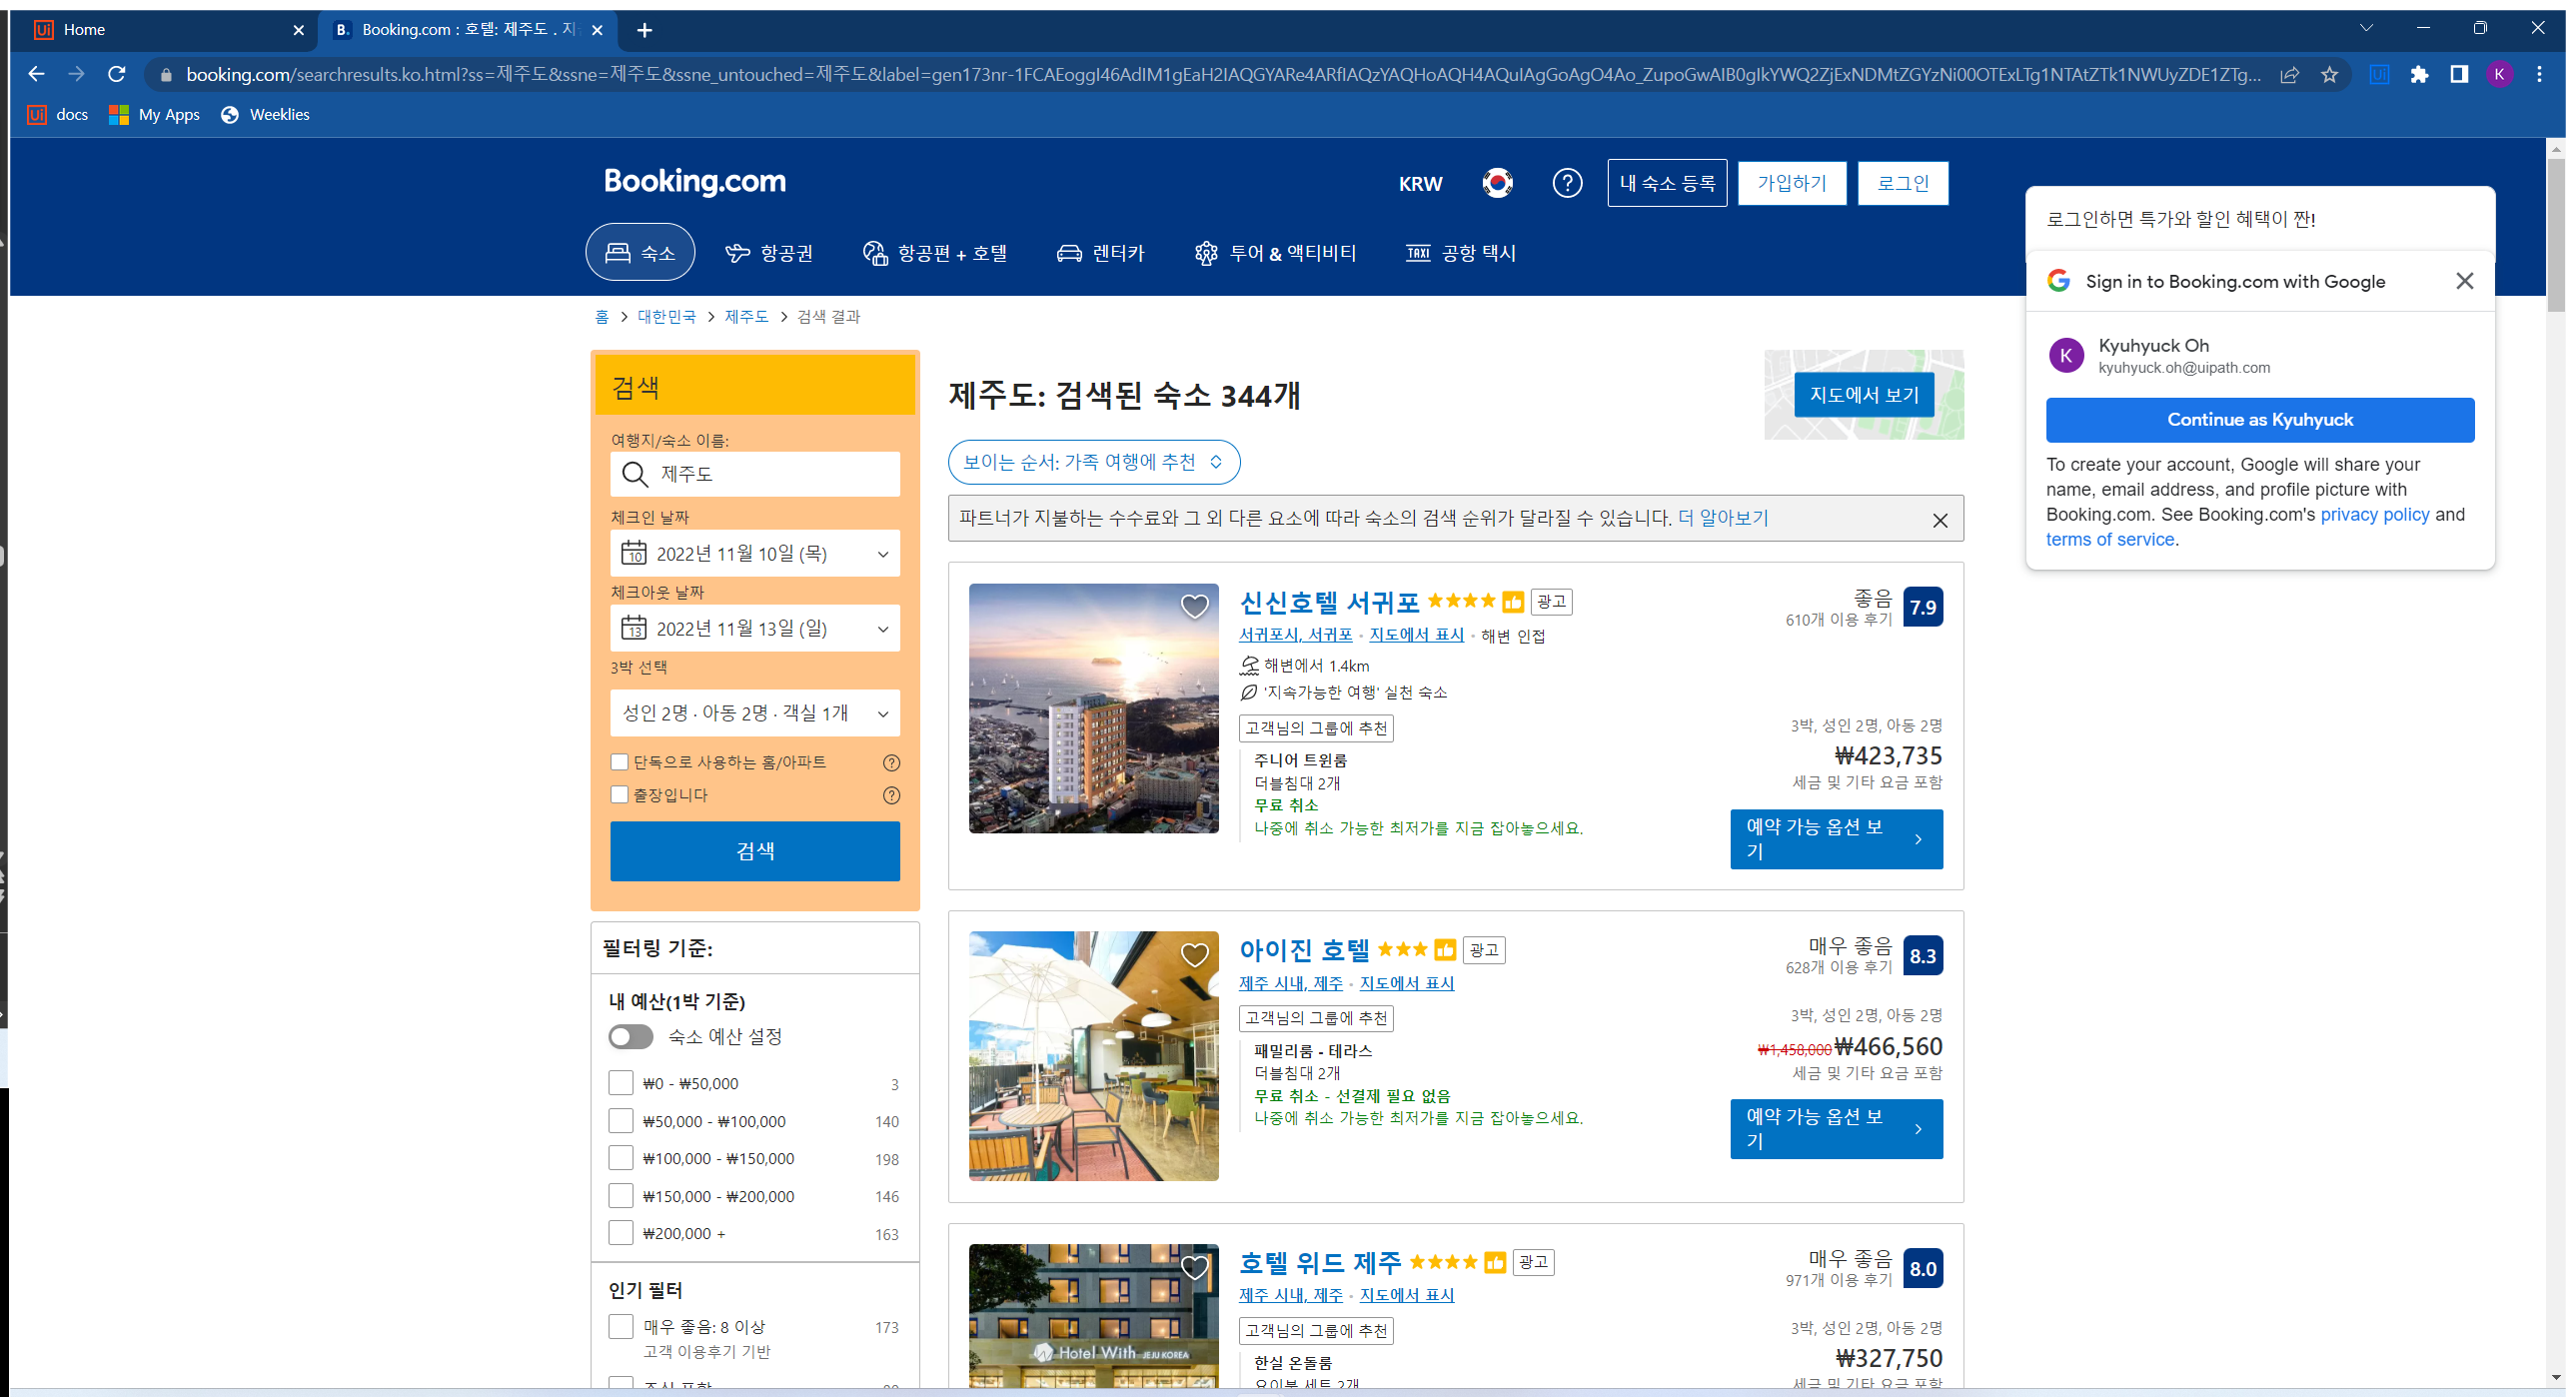 Home
Booking.com : 호텔: 제주도 . 지
booking.com/searchresults.ko.html?ss=제주도&ssne=제주도&ssne_untouched=제주도&label=gen173nr-1FCAEoggI46AdIM1gEaH2IAQGYARe4ARfIAQzYAQHoAQH4AQuIAgGoAgO4Ao_ZupoGwAIB0gIkYWQ2ZjExNDMtZGYzNi00OTExLTg1NTAtZTk1NWUyZDE1ZTg...
docs
My Apps
Weeklies
Booking.com
KRW
내 숙소 등록
가입하기
로그인
숙소
항공권
항공편 + 호텔
렌터카
투어 & 액티비티
TAXI 공항 택시
로그인하면 특가와 할인 혜택이 짠!
Sign in to Booking.com with Google
K
Kyuhyuck Oh
kyuhyuck.oh@uipath.com
Continue as Kyuhyuck
To create your account, Google will share your
name, email address, and profile picture with
Booking.com. See Booking.com's privacy policy and
terms of service.
홈 > 대한민국 > 제주도 > 검색 결과
검색
여행지/숙소 이름:
제주도
체크인 날짜
10 2022년 11월 10일 (목)
체크아웃 날짜
13 2022년 11월 13일 (일)
3박 선택
성인 2명 · 아동 2명 · 객실 1개
단독으로 사용하는 홈/아파트
출장입니다
검색
필터링 기준:
내 예산(1박 기준)
숙소 예산 설정
₩0 - ₩50,000 3
₩50,000 - ₩100,000 140
₩100,000 - ₩150,000 198
₩150,000 - ₩200,000 146
₩200,000 + 163
인기 필터
매우 좋음: 8 이상 173
고객 이용후기 기반
제주도: 검색된 숙소 344개
지도에서 보기
보이는 순서: 가족 여행에 추천
파트너가 지불하는 수수료와 그 외 다른 요소에 따라 숙소의 검색 순위가 달라질 수 있습니다. 더 알아보기
신신호텔 서귀포 광고
서귀포시, 서귀포 · 지도에서 표시 · 해변 인접
해변에서 1.4km
'지속가능한 여행' 실천 숙소
고객님의 그룹에 추천
주니어 트윈룸
더블침대 2개
무료 취소
나중에 취소 가능한 최저가를 지금 잡아놓으세요.
좋음 7.9
610개 이용 후기
3박, 성인 2명, 아동 2명
₩423,735
세금 및 기타 요금 포함
예약 가능 옵션 보
기
아이진 호텔 광고
제주 시내, 제주 · 지도에서 표시
고객님의 그룹에 추천
패밀리룸 - 테라스
더블침대 2개
무료 취소 - 선결제 필요 없음
나중에 취소 가능한 최저가를 지금 잡아놓으세요.
매우 좋음 8.3
628개 이용 후기
3박, 성인 2명, 아동 2명
₩1,458,000 ₩466,560
세금 및 기타 요금 포함
예약 가능 옵션 보
기
호텔 위드 제주 광고
제주 시내, 제주 · 지도에서 표시
고객님의 그룹에 추천
한실 온돌룸
요이불 세트 2개
매우 좋음 8.0
971개 이용 후기
3박, 성인 2명, 아동 2명
₩327,750
세금 및 기타 요금 포함
Hotel With JEJU KOREA